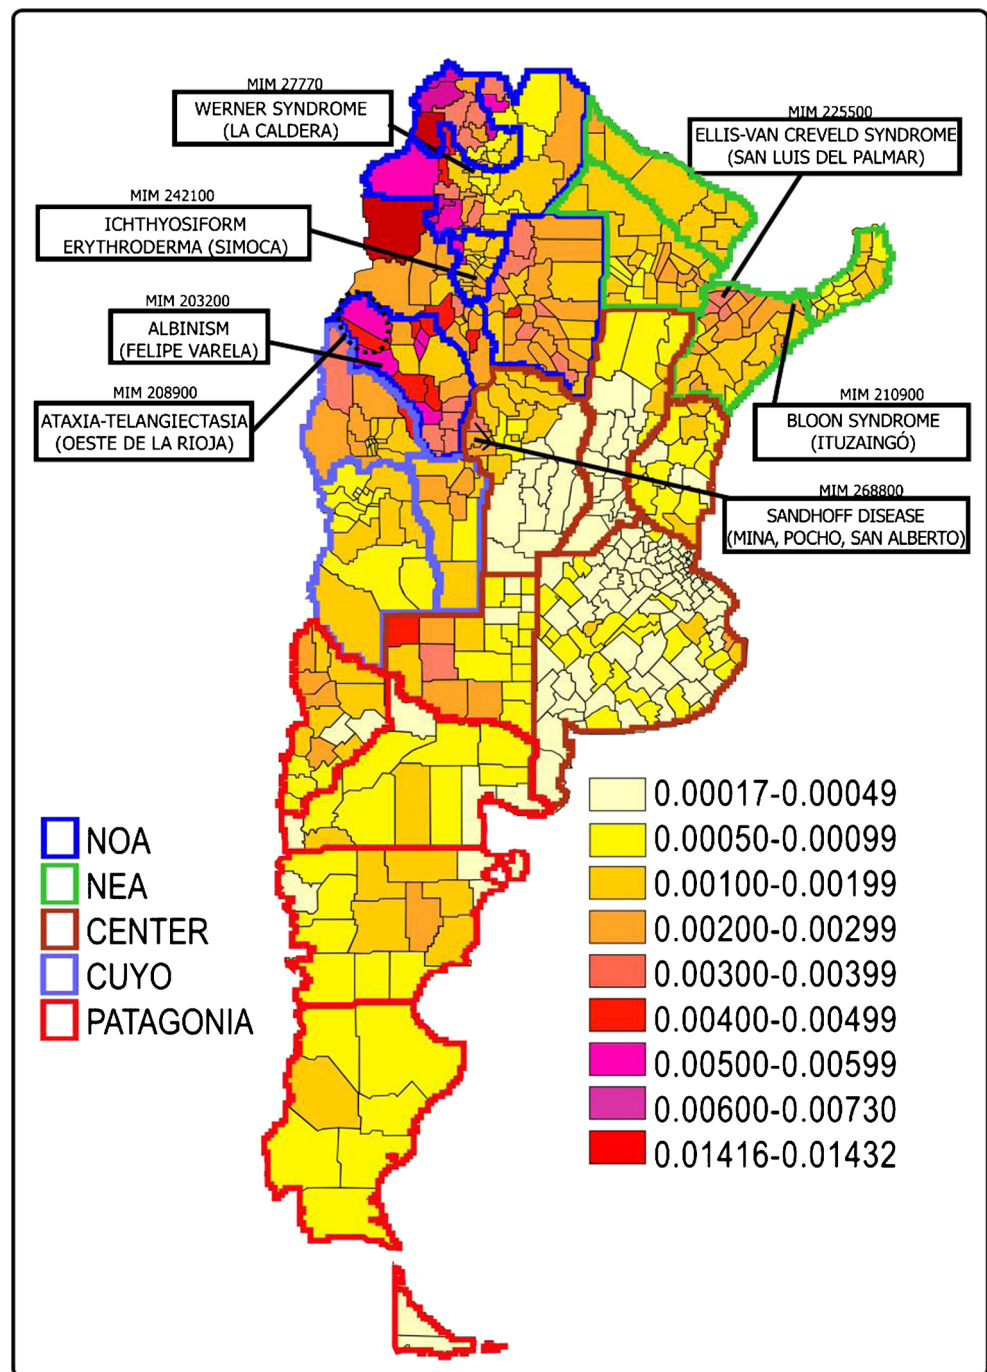 MIM 27770
WERNER SYNDROME
(LA CALDERA)
MIM 225500
ELLIS-VAN CREVELD SYNDROME
(SAN LUIS DEL PALMAR)
MIM 242100
ICHTHYOSIFORM
ERYTHRODERMA (SIMOCA)
MIM 203200
ALBINISM
(FELIPE VARELA)
MIM 208900
ATAXIA-TELANGIECTASIA
(OESTE DE LA RIOJA)
MIM 210900
BLOON SYNDROME
(ITUZAINGÓ)
MIM 268800
SANDHOFF DISEASE
(MINA, POCHO, SAN ALBERTO)
NOA
NEA
CENTER
CUYO
PATAGONIA
0.00017-0.00049
0.00050-0.00099
0.00100-0.00199
0.00200-0.00299
0.00300-0.00399
0.00400-0.00499
0.00500-0.00599
0.00600-0.00730
0.01416-0.01432